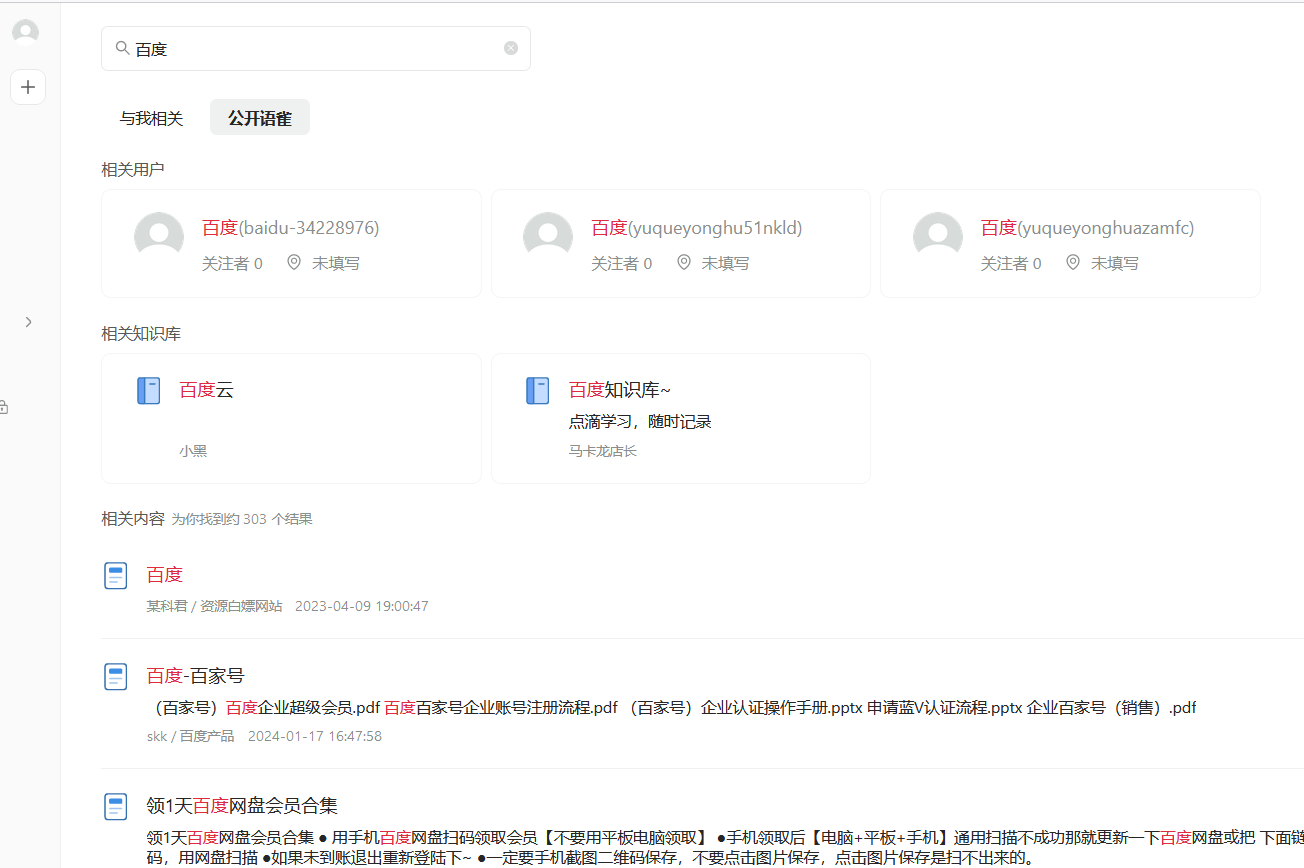 百度
与我相关 公开语雀
相关用户
百度(baidu-34228976) 百度(yuqueyonghu51nkld) 百度(yuqueyonghuazamfc)
关注者 0 未填写 关注者 0 未填写 关注者 0 未填写
相关知识库
百度云 百度知识库~
点滴学习，随时记录
小黑 马卡龙店长
相关内容 为你找到约 303 个结果
百度
某科君 / 资源白嫖网站 2023-04-09 19:00:47
百度-百家号
（百家号）百度企业超级会员.pdf 百度百家号企业账号注册流程.pdf （百家号）企业认证操作手册.pptx 申请蓝V认证流程.pptx 企业百家号（销售）.pdf
skk / 百度产品 2024-01-17 16:47:58
领1天百度网盘会员合集
领1天百度网盘会员合集 ● 用手机百度网盘扫码领取会员【不要用平板电脑领取】 ●手机领取后【电脑+平板+手机】通用扫描不成功那就更新一下百度网盘或把 下面链
码，用网盘扫描 ●如果未到账退出重新登陆下~ ●一定要手机截图二维码保存，不要点击图片保存，点击图片保存是扫不出来的。